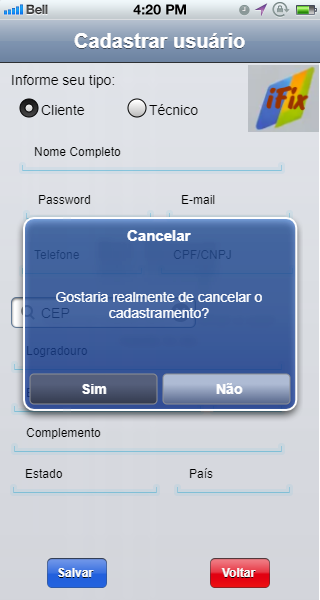 Bell 4:20 PM
Cadastrar usuário
Informe seu tipo:
iFix
Cliente Técnico
Nome Completo
Password E-mail
Cancelar
Telefone CPF/CNPJ
Gostaria realmente de cancelar o
cadastramento?
CEP
Logradouro
Sim Não
Complemento
Estado País
Salvar Voltar